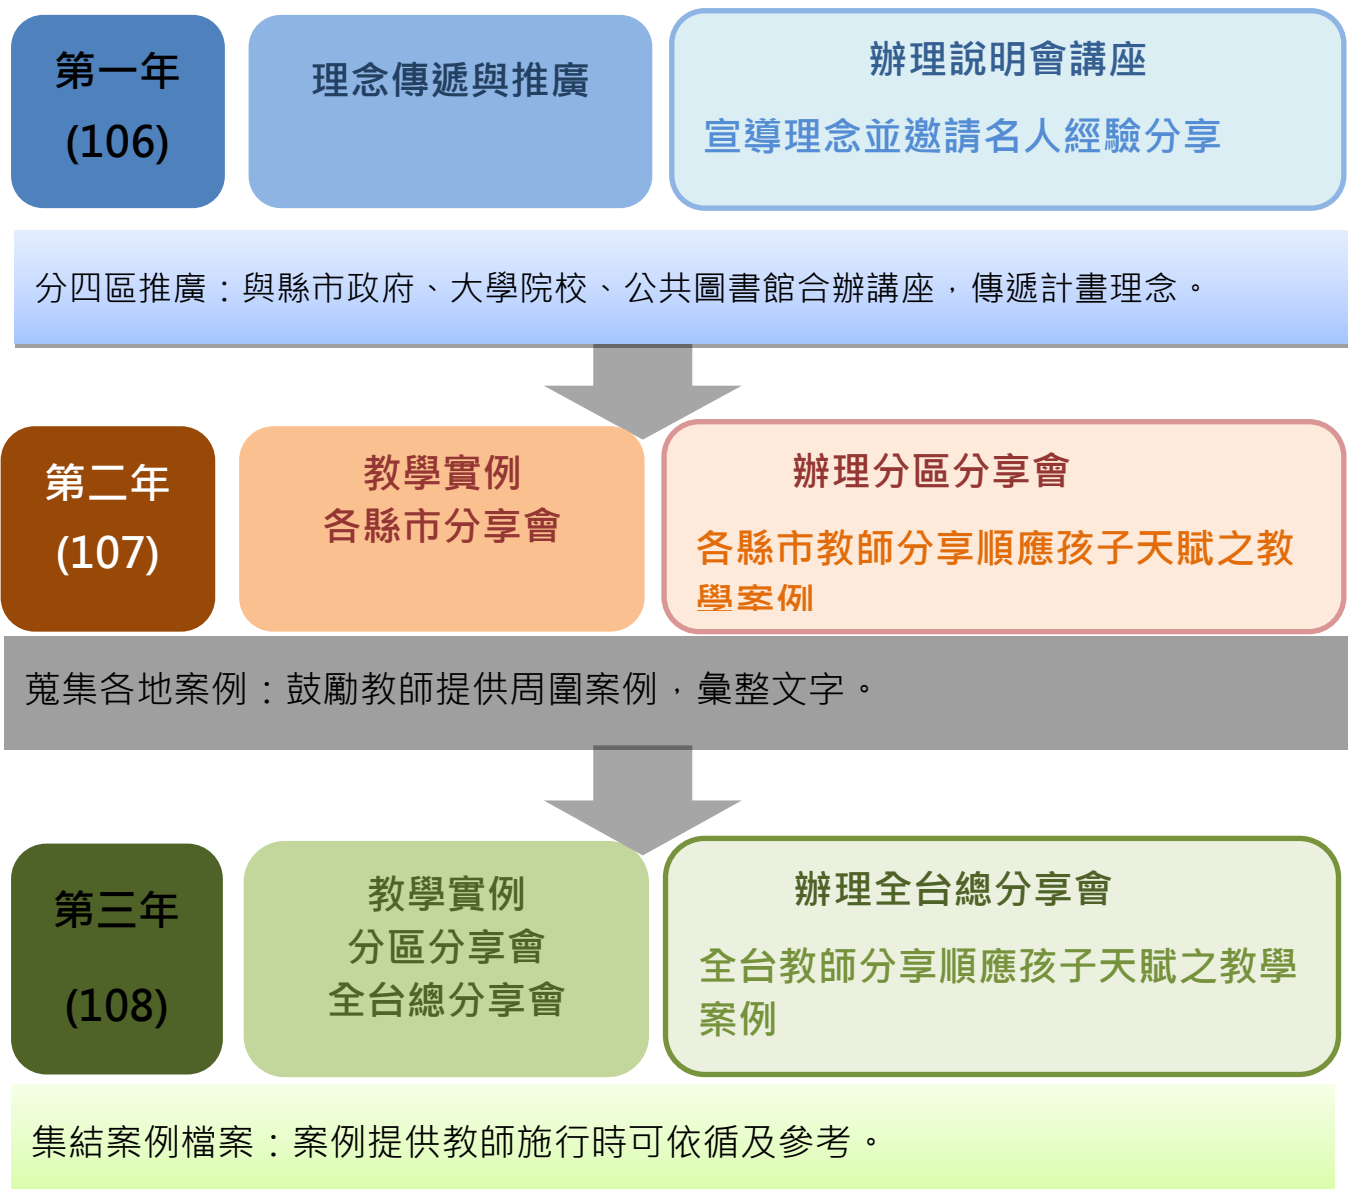 第一年
(106)
理念傳遞與推廣
辦理說明會講座
宣導理念並邀請名人經驗分享
分四區推廣：與縣市政府、大學院校、公共圖書館合辦講座，傳遞計畫理念。
第二年
(107)
教學實例
各縣市分享會
辦理分區分享會
各縣市教師分享順應孩子天賦之教
學案例
蒐集各地案例：鼓勵教師提供周圍案例，彙整文字。
第三年
(108)
教學實例
分區分享會
全台總分享會
辦理全台總分享會
全台教師分享順應孩子天賦之教學
案例
集結案例檔案：案例提供教師施行時可依循及參考。